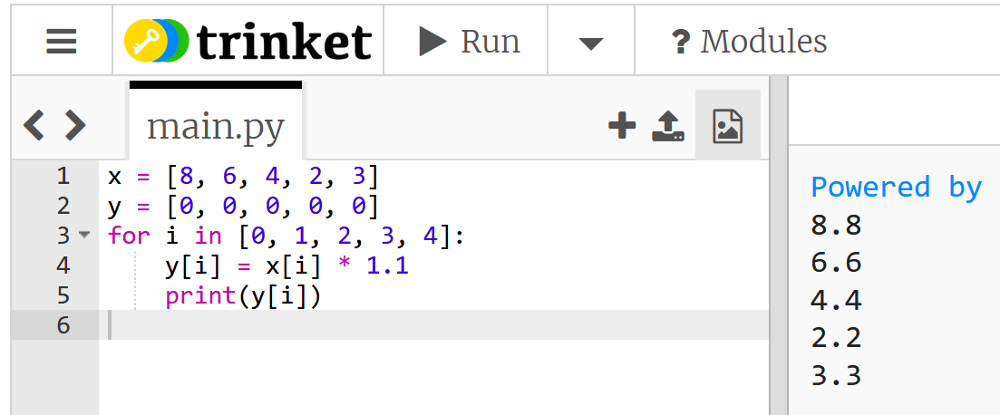 trinket Run ? Modules
main.py
1 x = [8, 6, 4, 2, 3]
2 y = [0, 0, 0, 0, 0]
3 for i in [0, 1, 2, 3, 4]:
4     y[i] = x[i] * 1.1
5     print(y[i])
6
Powered by
8.8
6.6
4.4
2.2
3.3